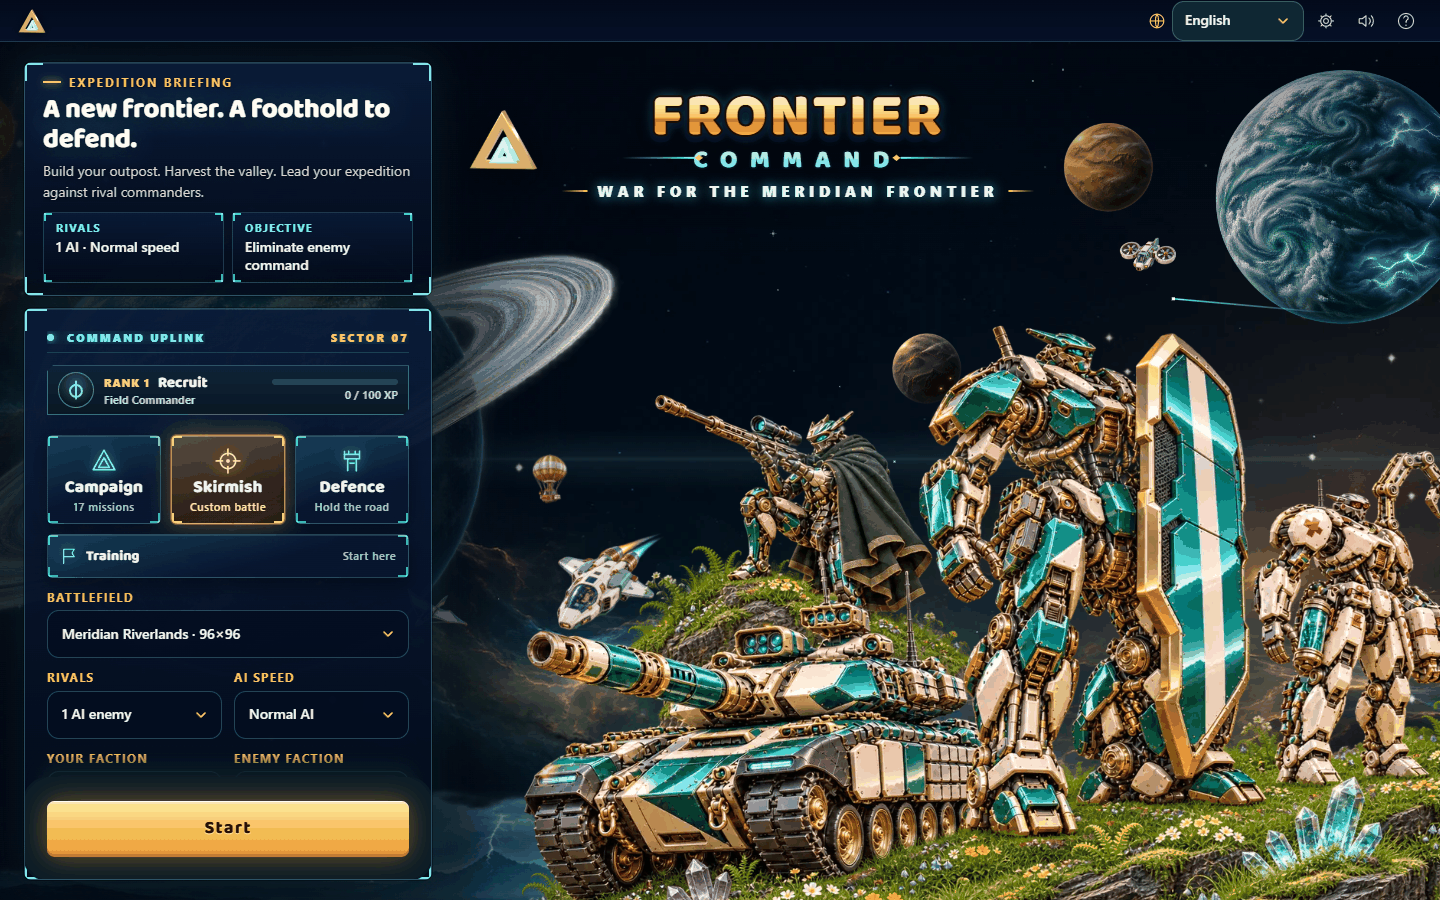 English
EXPEDITION BRIEFING
A new frontier. A foothold to
defend.
Build your outpost. Harvest the valley. Lead your expedition
against rival commanders.
RIVALS
1 AI · Normal speed
OBJECTIVE
Eliminate enemy
command
FRONTIER
COMMAND
WAR FOR THE MERIDIAN FRONTIER
COMMAND UPLINK
SECTOR 07
RANK 1 Recruit
Field Commander
0 / 100 XP
Campaign
17 missions
Skirmish
Custom battle
Defence
Hold the road
Training
Start here
BATTLEFIELD
Meridian Riverlands · 96×96
RIVALS
AI SPEED
1 AI enemy
Normal AI
YOUR FACTION
ENEMY FACTION
Start